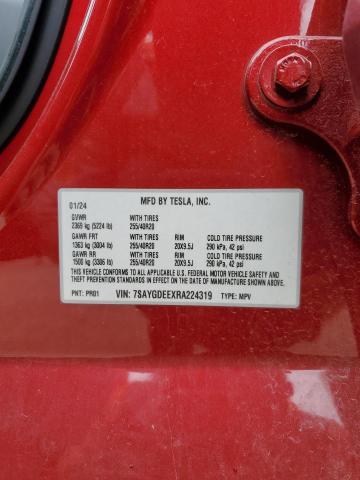 01/24 MFD BY TESLA, INC.
GVWR WITH TIRES
2369 kg (5224 lb) 255/40R20
GAWR FRT WITH TIRES RIM COLD TIRE PRESSURE
1363 kg (3004 lb) 255/40R20 20X9.5J 290 kPa, 42 psi
GAWR RR WITH TIRES RIM COLD TIRE PRESSURE
1500 kg (3306 lb) 255/40R20 20X9.5J 290 kPa, 42 psi
THIS VEHICLE CONFORMS TO ALL APPLICABLE U.S. FEDERAL MOTOR VEHICLE SAFETY AND
THEFT PREVENTION STANDARDS IN EFFECT ON THE DATE OF MANUFACTURE SHOWN ABOVE.
PNT: PR01 VIN: 7SAYGDEEXRA224319 TYPE: MPV